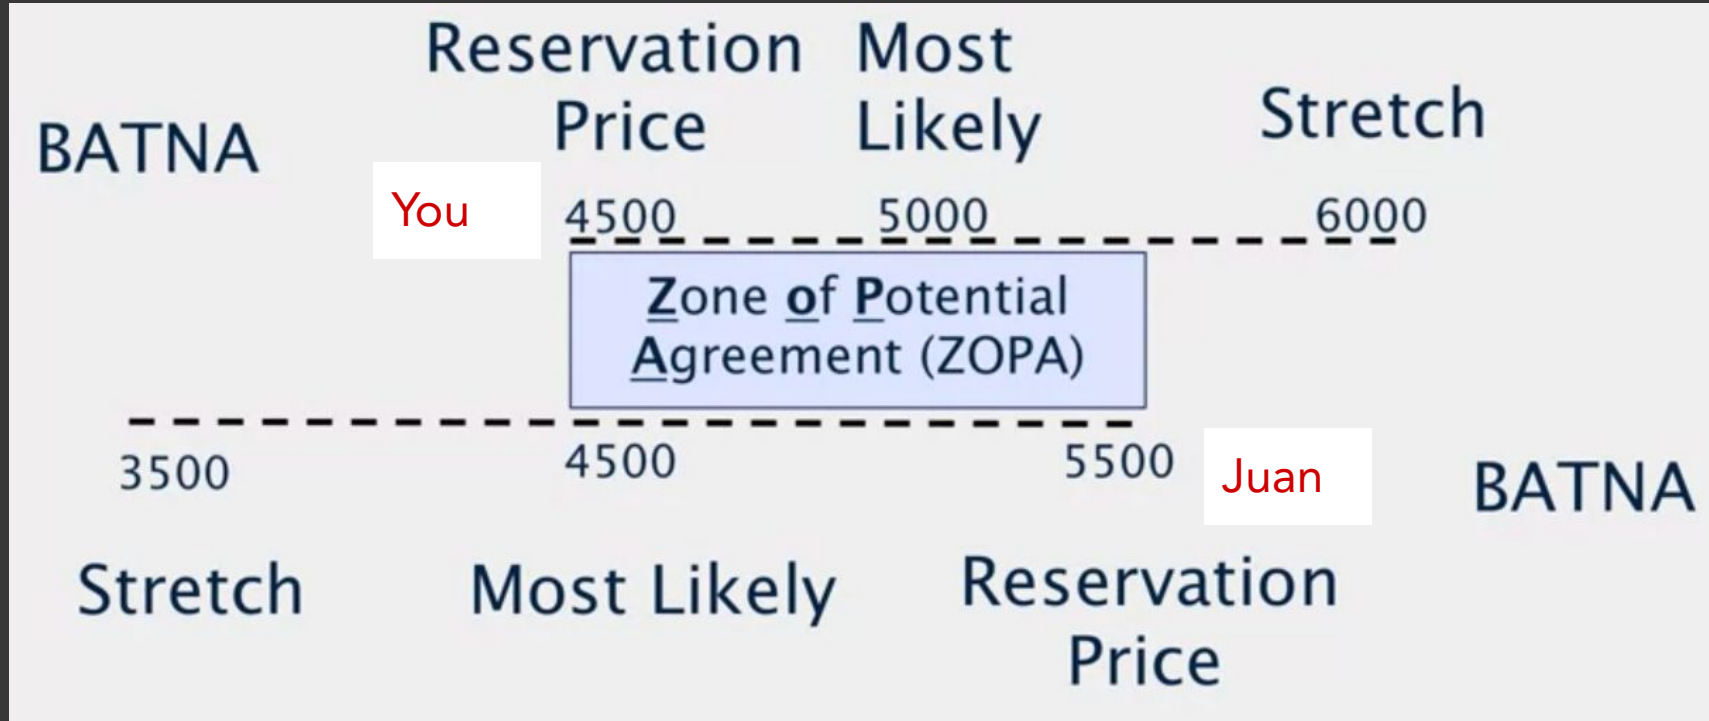 BATNA
Reservation
Price
Most
Likely
Stretch
You
4500
5000
6000
Zone of Potential
Agreement (ZOPA)
3500
4500
5500
Juan
BATNA
Stretch
Most Likely
Reservation
Price